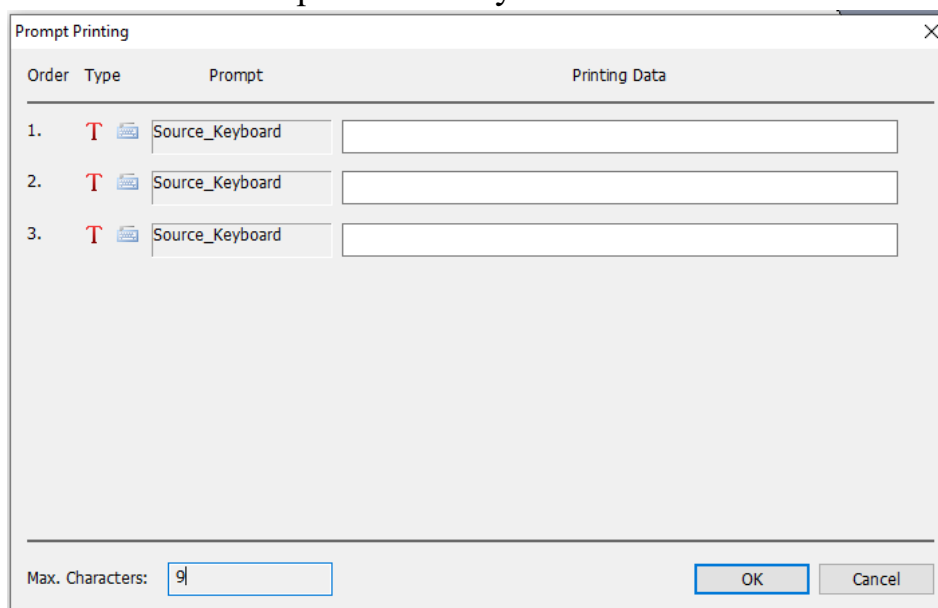 Prompt Printing
Order Type Prompt Printing Data
1. T Source_Keyboard
2. T Source_Keyboard
3. T Source_Keyboard
Max. Characters: 9
OK Cancel